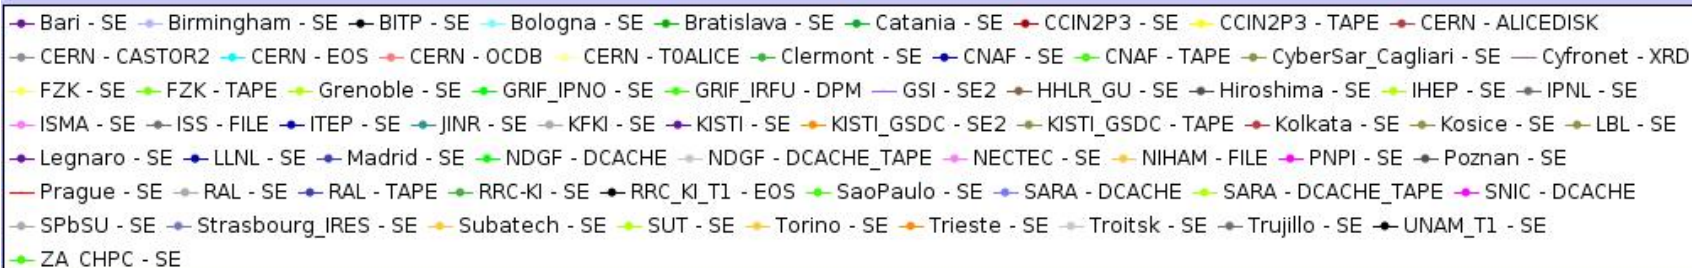 Bari - SE Birmingham - SE BITP - SE Bologna - SE Bratislava - SE Catania - SE CCIN2P3 - SE CCIN2P3 - TAPE CERN - ALICEDISK
CERN - CASTOR2 CERN - EOS CERN - OCDB CERN - T0ALICE Clermont - SE CNAF - SE CNAF - TAPE CyberSar_Cagliari - SE Cyfronet - XRD
FZK - SE FZK - TAPE Grenoble - SE GRIF_IPNO - SE GRIF_IRFU - DPM GSI - SE2 HHLR_GU - SE Hiroshima - SE IHEP - SE IPNL - SE
ISMA - SE ISS - FILE ITEP - SE JINR - SE KFKI - SE KISTI - SE KISTI_GSDC - SE2 KISTI_GSDC - TAPE Kolkata - SE Kosice - SE LBL - SE
Legnaro - SE LLNL - SE Madrid - SE NDGF - DCACHE NDGF - DCACHE_TAPE NECTEC - SE NIHAM - FILE PNPI - SE Poznan - SE
Prague - SE RAL - SE RAL - TAPE RRC-KI - SE RRC_KI_T1 - EOS SaoPaulo - SE SARA - DCACHE SARA - DCACHE_TAPE SNIC - DCACHE
SPbSU - SE Strasbourg_IRES - SE Subatech - SE SUT - SE Torino - SE Trieste - SE Troitsk - SE Trujillo - SE UNAM_T1 - SE
ZA_CHPC - SE